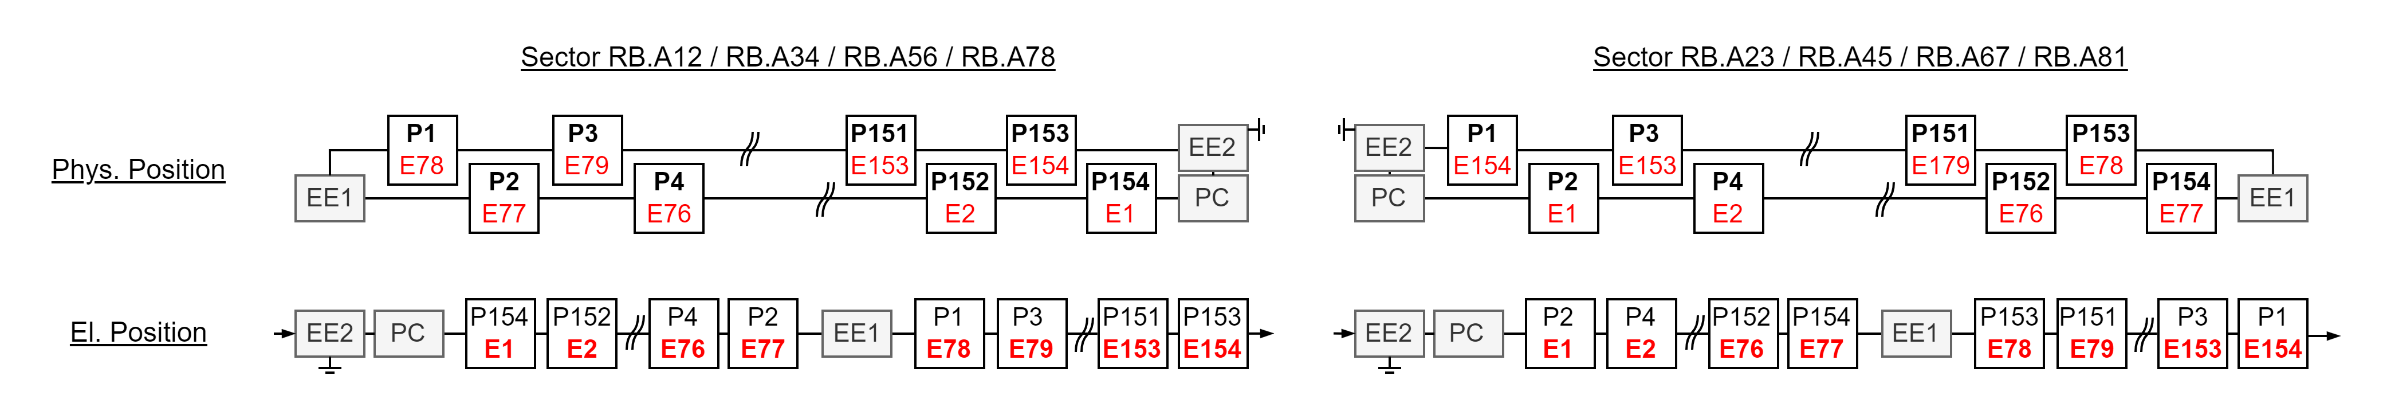 Sector RB.A12 / RB.A34 / RB.A56 / RB.A78
Sector RB.A23 / RB.A45 / RB.A67 / RB.A81
Phys. Position
EE1
P1
E78
P2
E77
P3
E79
P4
E76
P151
E153
P152
E2
P153
E154
P154
E1
EE2
PC
EE2
PC
P1
E154
P2
E1
P3
E153
P4
E2
P151
E179
P152
E76
P153
E78
P154
E77
EE1
El. Position
EE2
PC
P154
E1
P152
E2
P4
E76
P2
E77
EE1
P1
E78
P3
E79
P151
E153
P153
E154
EE2
PC
P2
E1
P4
E2
P152
E76
P154
E77
EE1
P153
E78
P151
E79
P3
E153
P1
E154